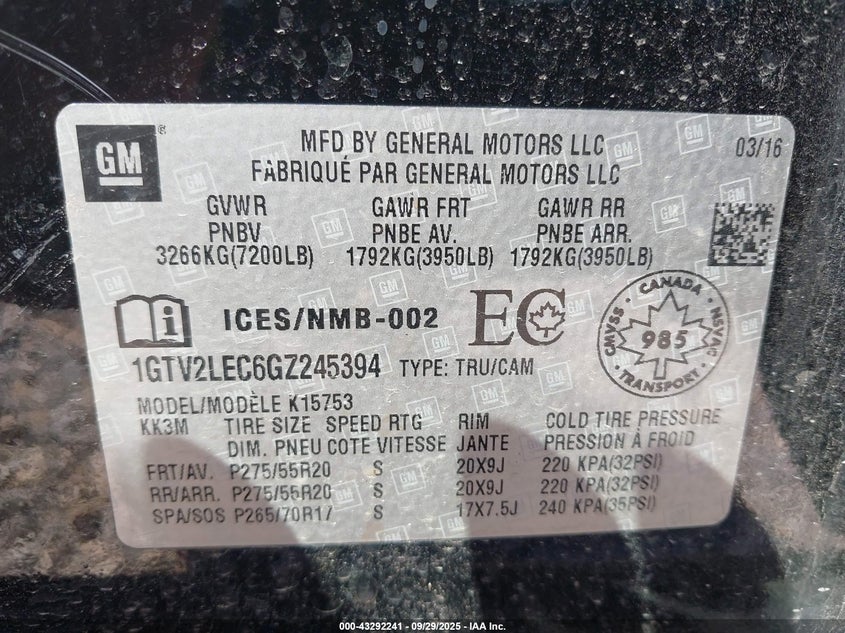 GM
MFD BY GENERAL MOTORS LLC
03/16
FABRIQUÉ PAR GENERAL MOTORS LLC
GVWR GAWR FRT GAWR RR
PNBV PNBE AV. PNBE ARR.
3266KG(7200LB) 1792KG(3950LB) 1792KG(3950LB)
ICES/NMB-002 EC
CANADA
CMVSS 985 NSVAC
TRANSPORT
1GTV2LEC6GZ245394 TYPE: TRU/CAM
MODEL/MODÈLE K15753
KK3M TIRE SIZE SPEED RTG RIM COLD TIRE PRESSURE
DIM. PNEU COTE VITESSE JANTE PRESSION À FROID
FRT/AV. P275/55R20 S 20X9J 220 KPA(32PSI)
RR/ARR. P275/55R20 S 20X9J 220 KPA(32PSI)
SPA/SOS P265/70R17 S 17X7.5J 240 KPA(35PSI)
000-43292241 - 09/29/2025 - IAA Inc.